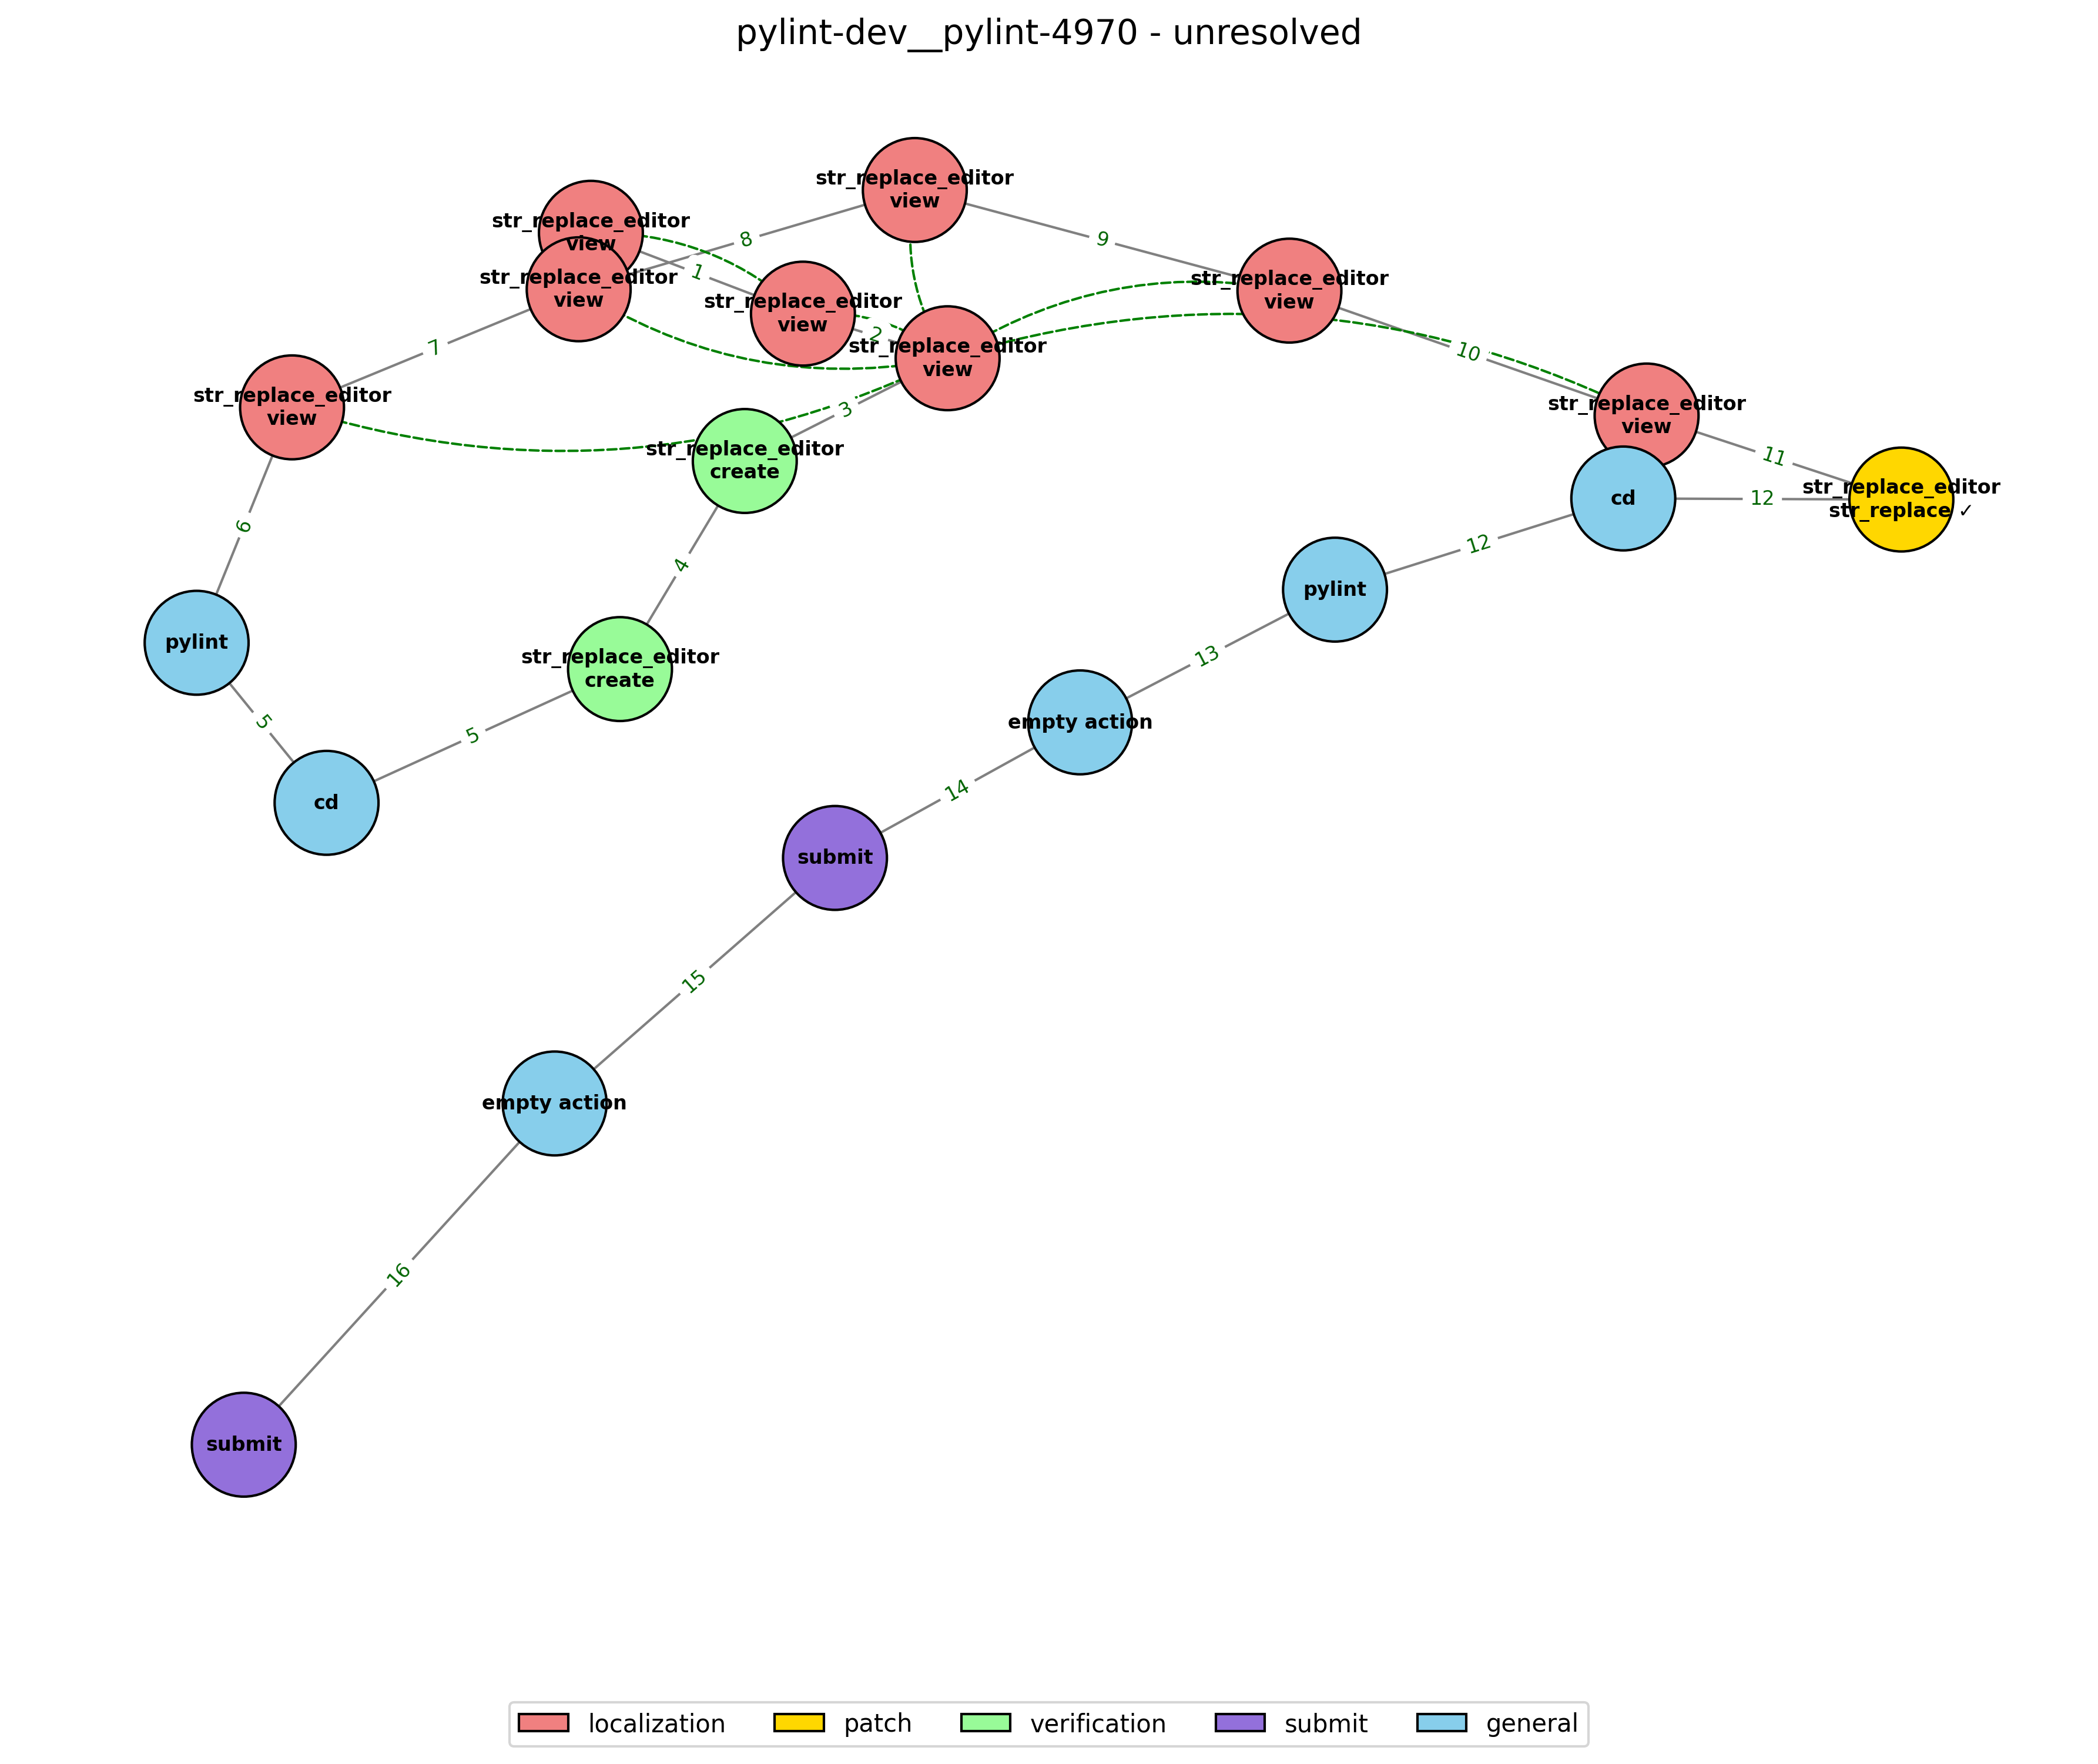 pylint-dev__pylint-4970 - unresolved
str_replace_editor
view
str_replace_editor
view
8
9
str_replace_editor
view
1
str_replace_editor
view
str_replace_editor
view
2
str_replace_editor
view
7
10
str_replace_editor
view
3
str_replace_editor
view
str_replace_editor
create
11
str_replace_editor
str_replace ✓
cd
12
6
4
12
pylint
pylint
str_replace_editor
create
13
5
5
empty action
cd
14
submit
15
empty action
16
submit
localization
patch
verification
submit
general